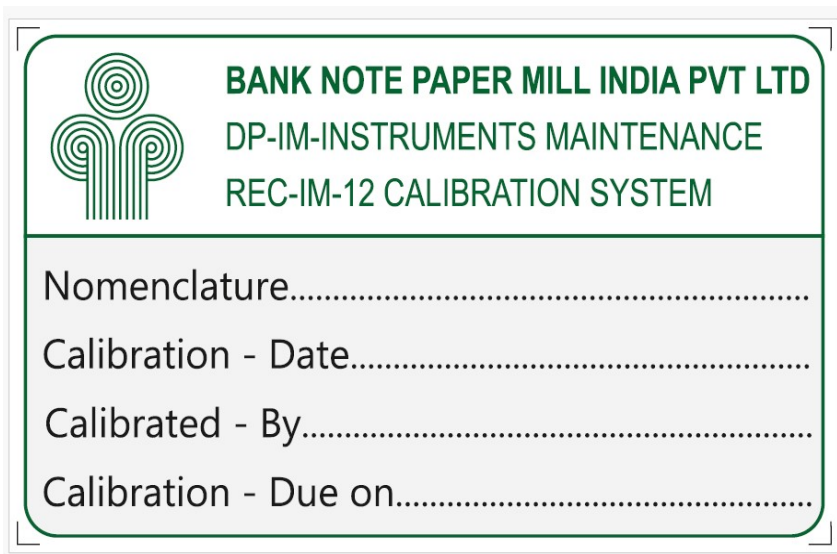 BANK NOTE PAPER MILL INDIA PVT LTD
DP-IM-INSTRUMENTS MAINTENANCE
REC-IM-12 CALIBRATION SYSTEM
Nomenclature............................................................
Calibration - Date.....................................................
Calibrated - By...........................................................
Calibration - Due on................................................